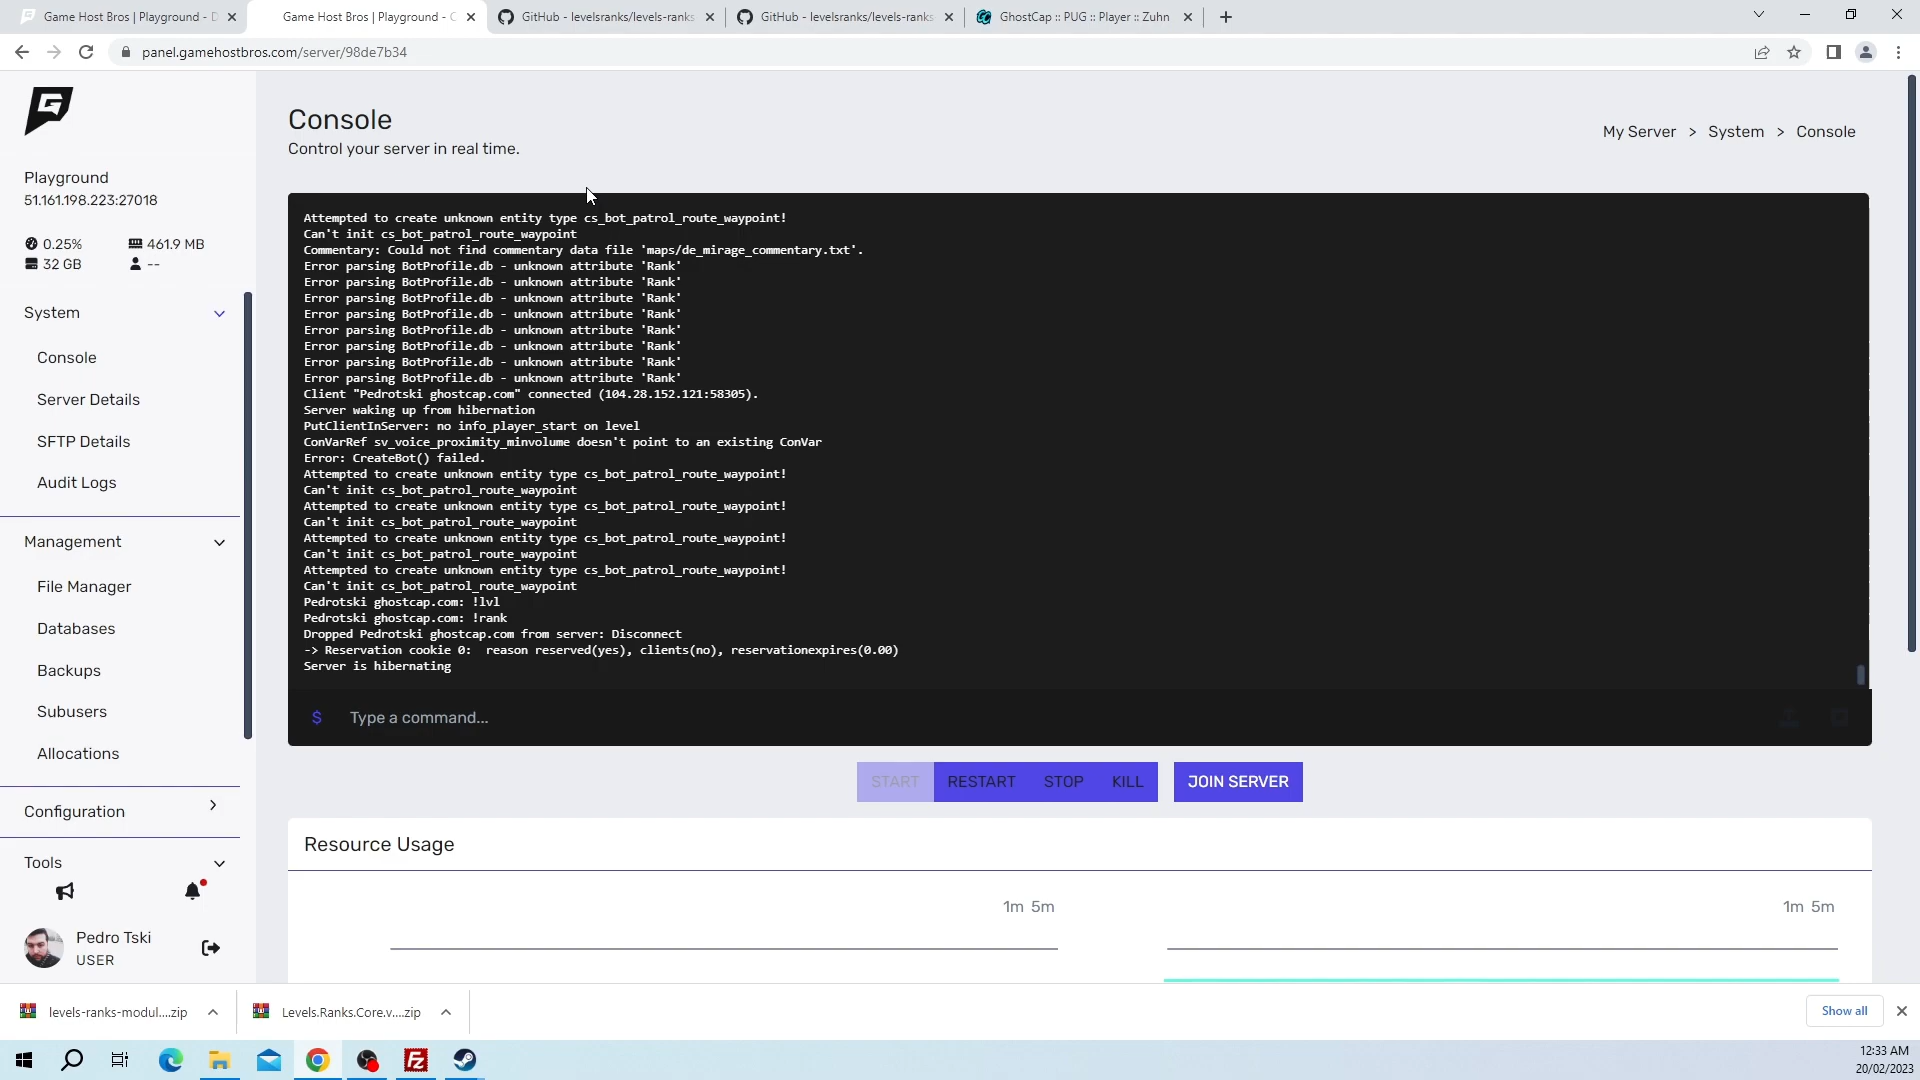 Game Host Bros | Playground - D
Game Host Bros | Playground - C
GitHub - levelsranks/levels-ranks
GitHub - levelsranks/levels-ranks
GhostCap :: PUG :: Player :: Zuhn
panel.gamehostbros.com/server/98de7b34
Playground
51.161.198.223:27018
0.25%
461.9 MB
32 GB
--
System
Console
Server Details
SFTP Details
Audit Logs
Management
File Manager
Databases
Backups
Subusers
Allocations
Configuration
Tools
Pedro Tski
USER
Console
Control your server in real time.
My Server > System > Console
Attempted to create unknown entity type cs_bot_patrol_route_waypoint!
Can't init cs_bot_patrol_route_waypoint
Commentary: Could not find commentary data file 'maps/de_mirage_commentary.txt'.
Error parsing BotProfile.db - unknown attribute 'Rank'
Error parsing BotProfile.db - unknown attribute 'Rank'
Error parsing BotProfile.db - unknown attribute 'Rank'
Error parsing BotProfile.db - unknown attribute 'Rank'
Error parsing BotProfile.db - unknown attribute 'Rank'
Error parsing BotProfile.db - unknown attribute 'Rank'
Error parsing BotProfile.db - unknown attribute 'Rank'
Error parsing BotProfile.db - unknown attribute 'Rank'
Client "Pedrotski ghostcap.com" connected (104.28.152.121:58305).
Server waking up from hibernation
PutClientInServer: no info_player_start on level
ConVarRef sv_voice_proximity_minvolume doesn't point to an existing ConVar
Error: CreateBot() failed.
Attempted to create unknown entity type cs_bot_patrol_route_waypoint!
Can't init cs_bot_patrol_route_waypoint
Attempted to create unknown entity type cs_bot_patrol_route_waypoint!
Can't init cs_bot_patrol_route_waypoint
Attempted to create unknown entity type cs_bot_patrol_route_waypoint!
Can't init cs_bot_patrol_route_waypoint
Attempted to create unknown entity type cs_bot_patrol_route_waypoint!
Can't init cs_bot_patrol_route_waypoint
Pedrotski ghostcap.com: !lvl
Pedrotski ghostcap.com: !rank
Dropped Pedrotski ghostcap.com from server: Disconnect
-> Reservation cookie 0:  reason reserved(yes), clients(no), reservationexpires(0.00)
Server is hibernating
$ Type a command...
START RESTART STOP KILL JOIN SERVER
Resource Usage
1m 5m
1m 5m
levels-ranks-modul....zip
Levels.Ranks.Core.v....zip
Show all
12:33 AM
20/02/2023